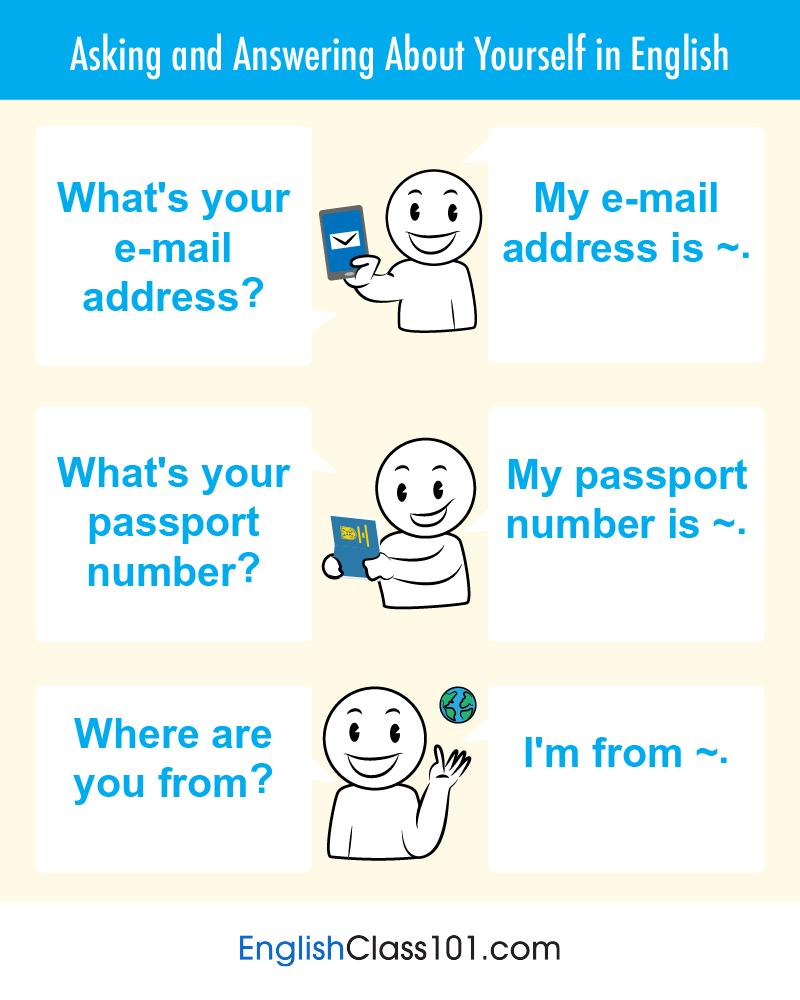 Asking and Answering About Yourself in English
What's your
e-mail
address?
My e-mail
address is ~.
What's your
passport
number?
My passport
number is ~.
Where are
you from?
I'm from ~.
EnglishClass101.com